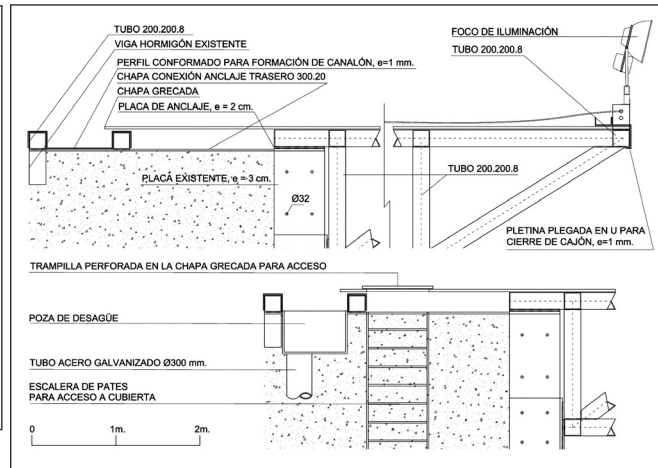 TUBO 200.200.8
VIGA HORMIGÓN EXISTENTE
PERFIL CONFORMADO PARA FORMACIÓN DE CANALÓN, e=1 mm.
CHAPA CONEXIÓN ANCLAJE TRASERO 300.20
CHAPA GRECADA
PLACA DE ANCLAJE, e = 2 cm.
FOCO DE ILUMINACIÓN
TUBO 200.200.8
PLACA EXISTENTE, e = 3 cm.
Ø32
TUBO 200.200.8
PLETINA PLEGADA EN U PARA
CIERRE DE CAJÓN, e=1 mm.
TRAMPILLA PERFORADA EN LA CHAPA GRECADA PARA ACCESO
POZA DE DESAGÜE
TUBO ACERO GALVANIZADO Ø300 mm.
ESCALERA DE PATES
PARA ACCESO A CUBIERTA
0 1m. 2m.